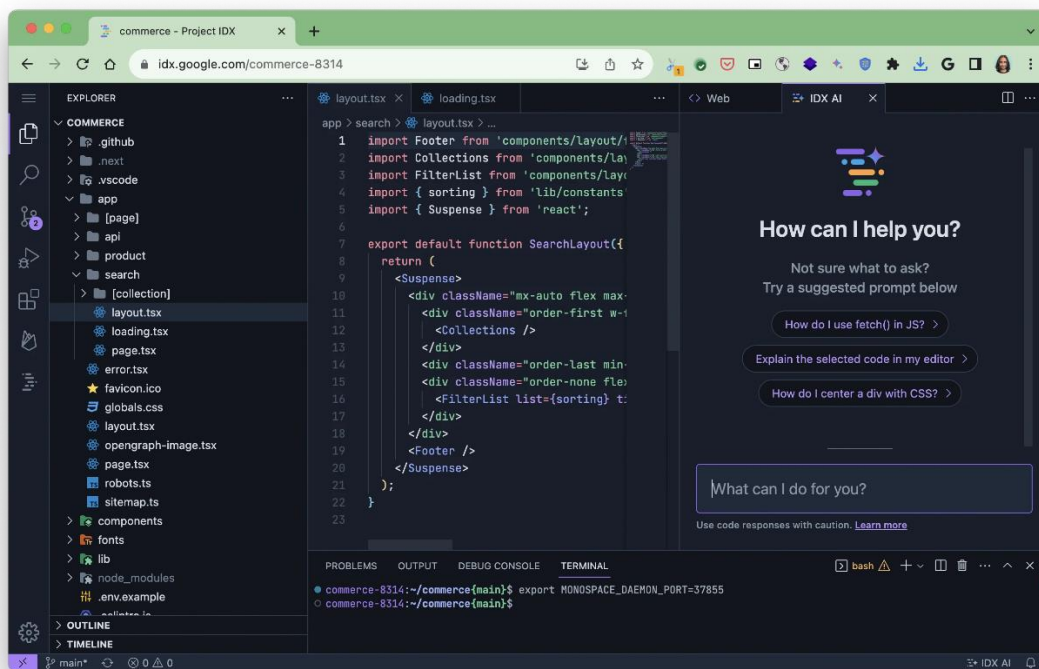 commerce - Project IDX
idx.google.com/commerce-8314
1
EXPLORER
COMMERCE
.github
.next
.vscode
app
[page]
api
product
search
[collection]
layout.tsx
loading.tsx
page.tsx
error.tsx
favicon.ico
globals.css
layout.tsx
opengraph-image.tsx
page.tsx
robots.ts
sitemap.ts
components
fonts
lib
node_modules
.env.example
OUTLINE
TIMELINE
2
layout.tsx
loading.tsx
app > search > layout.tsx > ...
1 import Footer from 'components/layout/
2 import Collections from 'components/lay
3 import FilterList from 'components/layo
4 import { sorting } from 'lib/constants'
5 import { Suspense } from 'react';
6
7 export default function SearchLayout({
8 return (
9 <Suspense>
10 <div className="mx-auto flex max-
11 <div className="order-first w-
12 <Collections />
13 </div>
14 <div className="order-last min-
15 <div className="order-none flex
16 <FilterList list={sorting} ti
17 </div>
18 </div>
19 <Footer />
20 </Suspense>
21 );
22 }
23
<> Web
IDX AI
How can I help you?
Not sure what to ask?
Try a suggested prompt below
How do I use fetch() in JS? >
Explain the selected code in my editor >
How do I center a div with CSS? >
What can I do for you?
Use code responses with caution. Learn more
PROBLEMS OUTPUT DEBUG CONSOLE TERMINAL
bash
commerce-8314:~/commerce{main}$ export MONOSPACE_DAEMON_PORT=37855
commerce-8314:~/commerce{main}$
main* 0 0
IDX AI